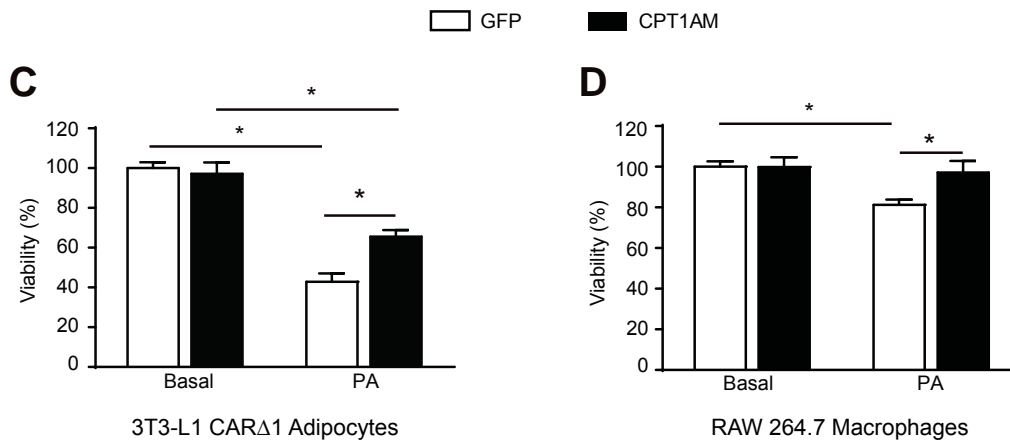 GFP
CPT1AM
C
Viability (%)
120
100
80
60
40
20
0
*
*
*
Basal
PA
3T3-L1 CARΔ1 Adipocytes
D
Viability (%)
120
100
80
60
40
20
0
*
*
Basal
PA
RAW 264.7 Macrophages